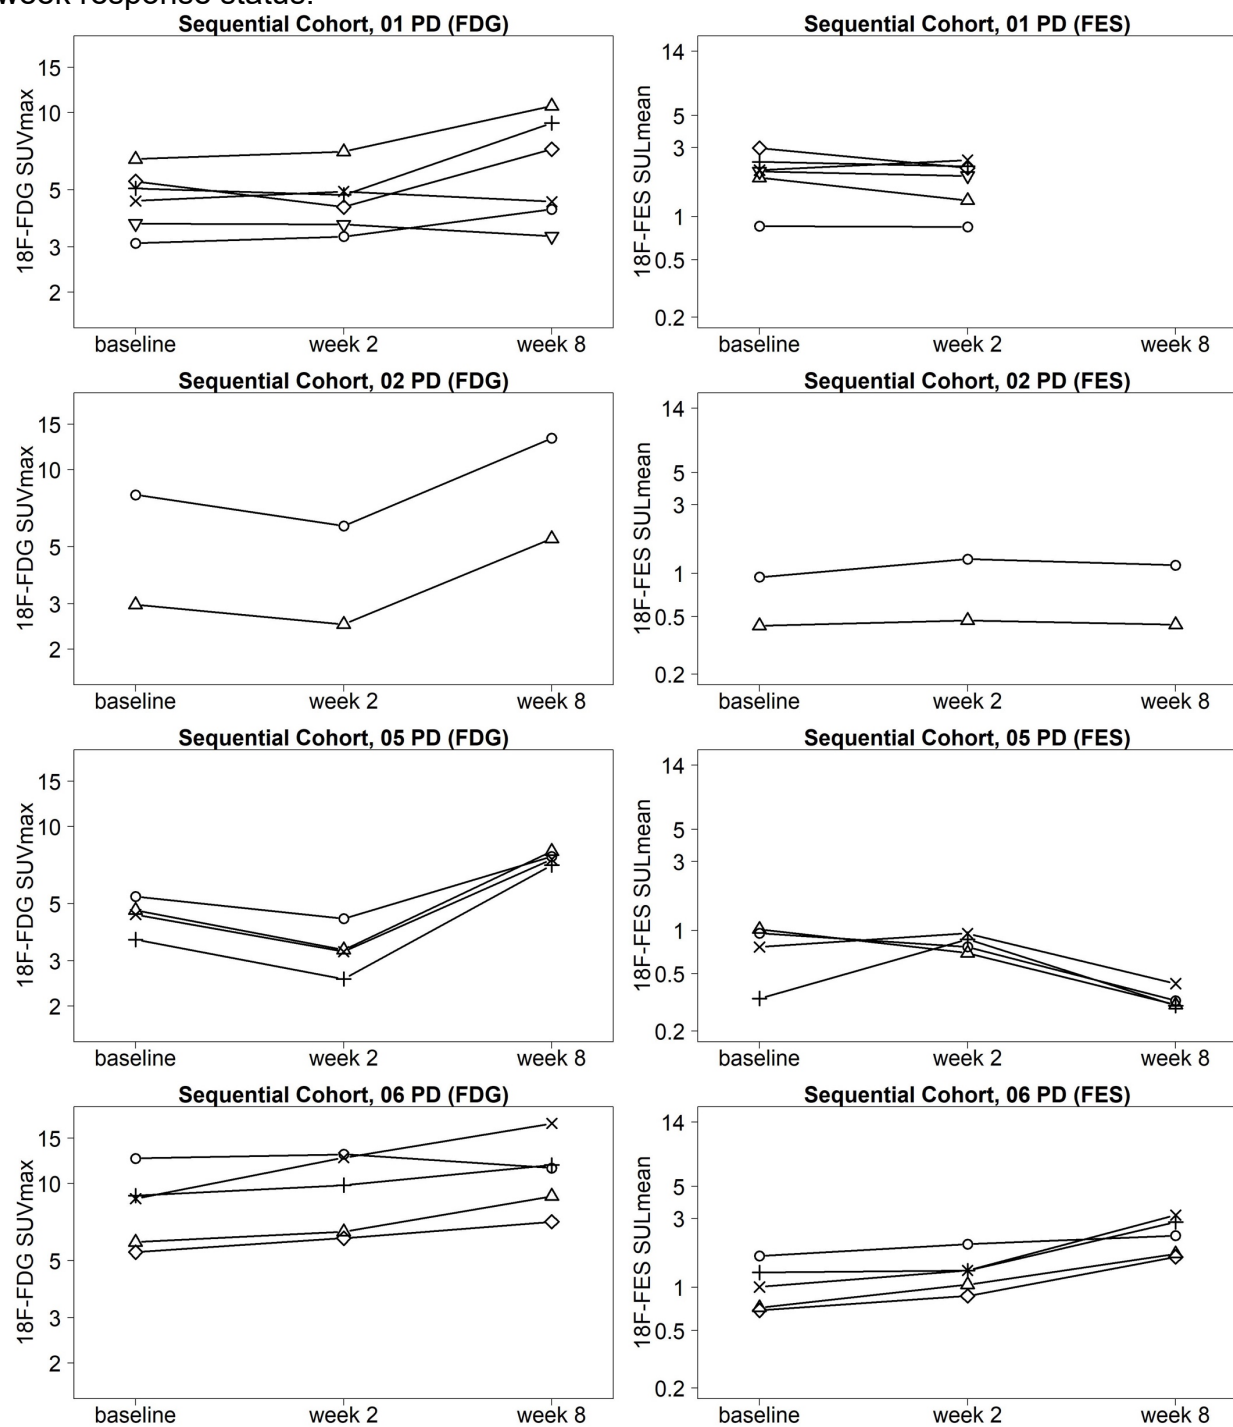 week response status.
Sequential Cohort, 01 PD (FDG)
18F-FDG SUVmax
15
10
5
3
2
baseline week 2 week 8
Sequential Cohort, 01 PD (FES)
18F-FES SULmean
14
5
3
1
0.5
0.2
baseline week 2 week 8
Sequential Cohort, 02 PD (FDG)
18F-FDG SUVmax
15
10
5
3
2
baseline week 2 week 8
Sequential Cohort, 02 PD (FES)
18F-FES SULmean
14
5
3
1
0.5
0.2
baseline week 2 week 8
Sequential Cohort, 05 PD (FDG)
18F-FDG SUVmax
15
10
5
3
2
baseline week 2 week 8
Sequential Cohort, 05 PD (FES)
18F-FES SULmean
14
5
3
1
0.5
0.2
baseline week 2 week 8
Sequential Cohort, 06 PD (FDG)
18F-FDG SUVmax
15
10
5
3
2
baseline week 2 week 8
Sequential Cohort, 06 PD (FES)
18F-FES SULmean
14
5
3
1
0.5
0.2
baseline week 2 week 8